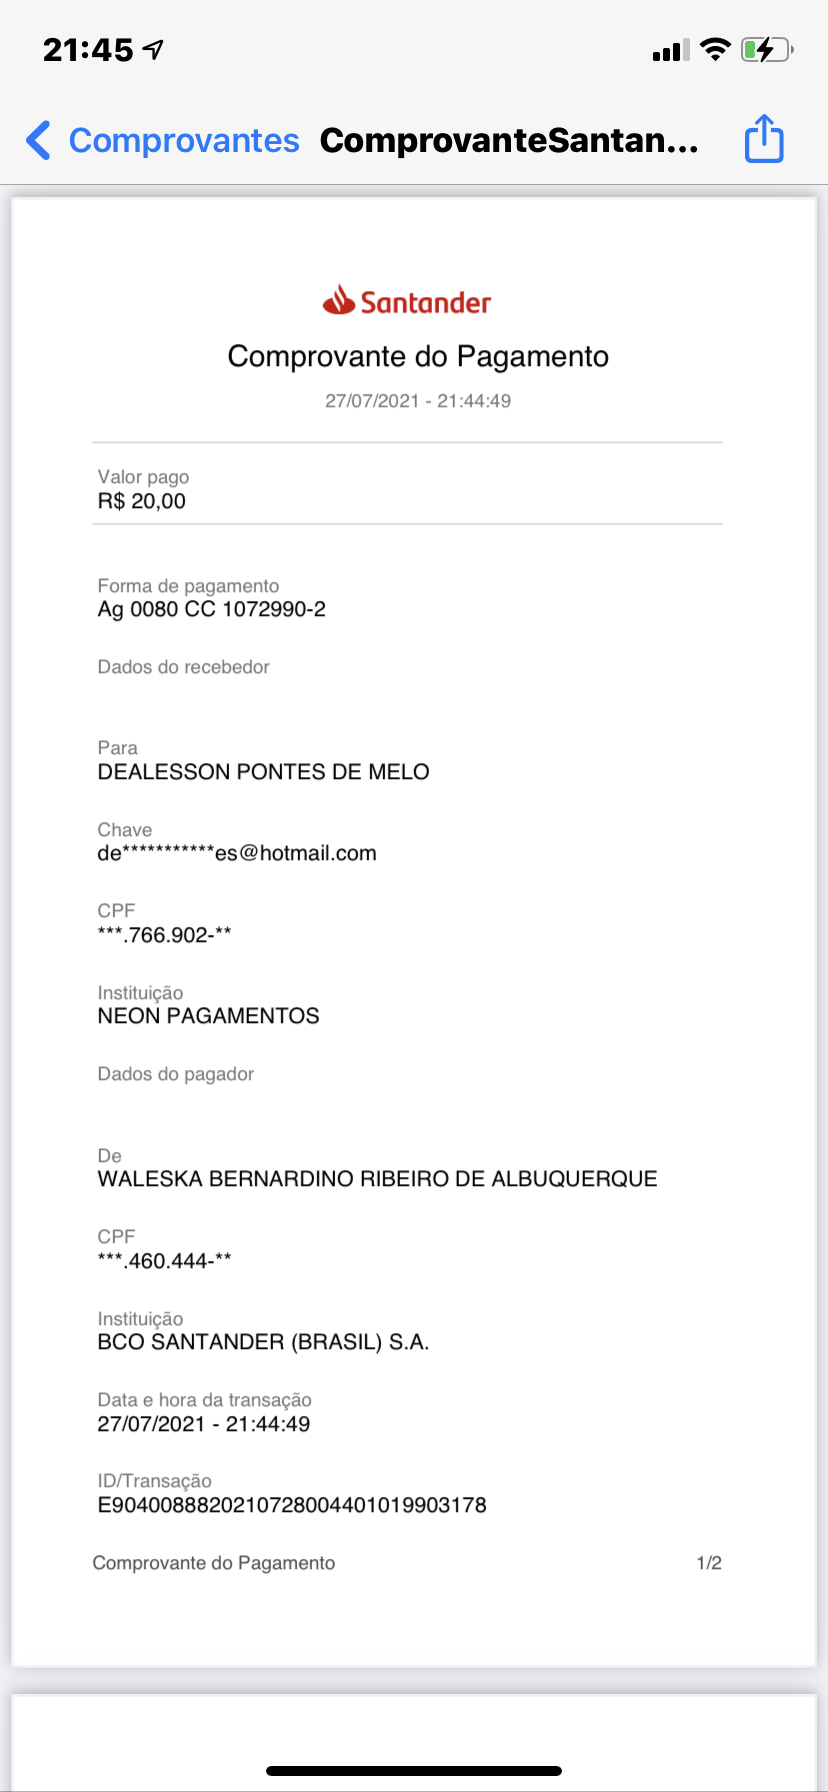 21:45
Comprovantes ComprovanteSantan...
Santander
Comprovante do Pagamento
27/07/2021 - 21:44:49
Valor pago
R$ 20,00
Forma de pagamento
Ag 0080 CC 1072990-2
Dados do recebedor
Para
DEALESSON PONTES DE MELO
Chave
de***********es@hotmail.com
CPF
***.766.902-**
Instituição
NEON PAGAMENTOS
Dados do pagador
De
WALESKA BERNARDINO RIBEIRO DE ALBUQUERQUE
CPF
***.460.444-**
Instituição
BCO SANTANDER (BRASIL) S.A.
Data e hora da transação
27/07/2021 - 21:44:49
ID/Transação
E9040088820210728004401019903178
Comprovante do Pagamento 1/2